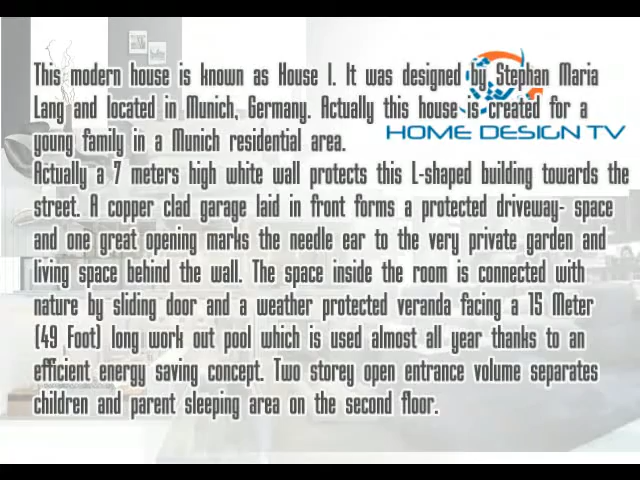 This modern house is known as House I. It was designed by Stephan Maria
Lang and located in Munich, Germany. Actually this house is created for a
HOME DESIGN TV
young family in a Munich residential area.
Actually a 7 meters high white wall protects this L-shaped building towards the
street. A copper clad garage laid in front forms a protected driveway- space
and one great opening marks the needle ear to the very private garden and
living space behind the wall. The space inside the room is connected with
nature by sliding door and a weather protected veranda facing a 15 Meter
(49 Foot) long work out pool which is used almost all year thanks to an
efficient energy saving concept. Two storey open entrance volume separates
children and parent sleeping area on the second floor.